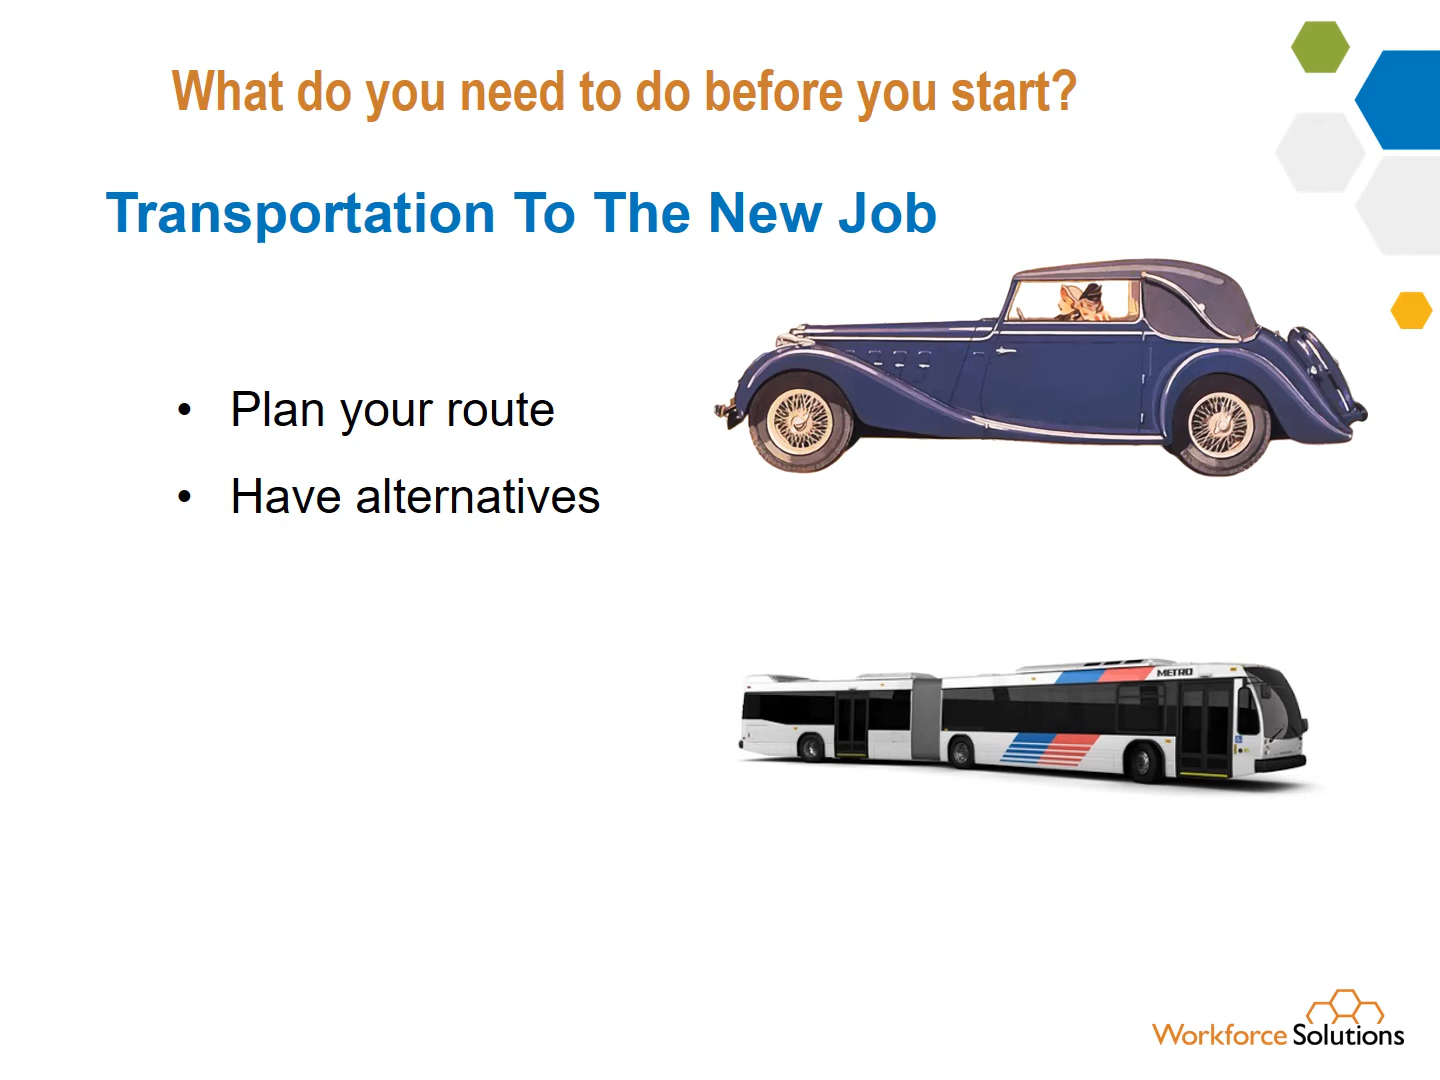 What do you need to do before you start?
Transportation To The New Job
• Plan your route
• Have alternatives
METRO
Workforce Solutions